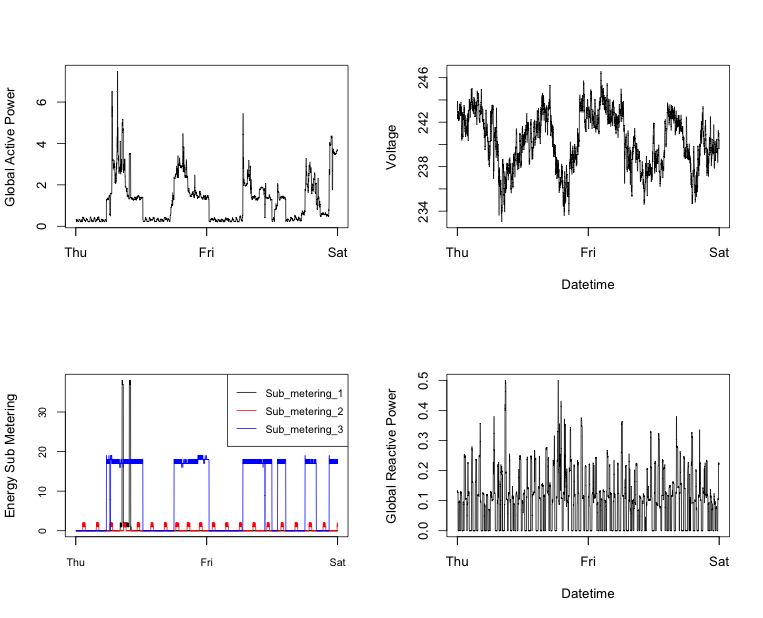 Global Active Power
0
2
4
6
Thu
Fri
Sat
Voltage
234
238
242
246
Thu
Fri
Sat
Datetime
Energy Sub Metering
0
10
20
30
Thu
Fri
Sat
Sub_metering_1
Sub_metering_2
Sub_metering_3
Global Reactive Power
0.0
0.1
0.2
0.3
0.4
0.5
Thu
Fri
Sat
Datetime